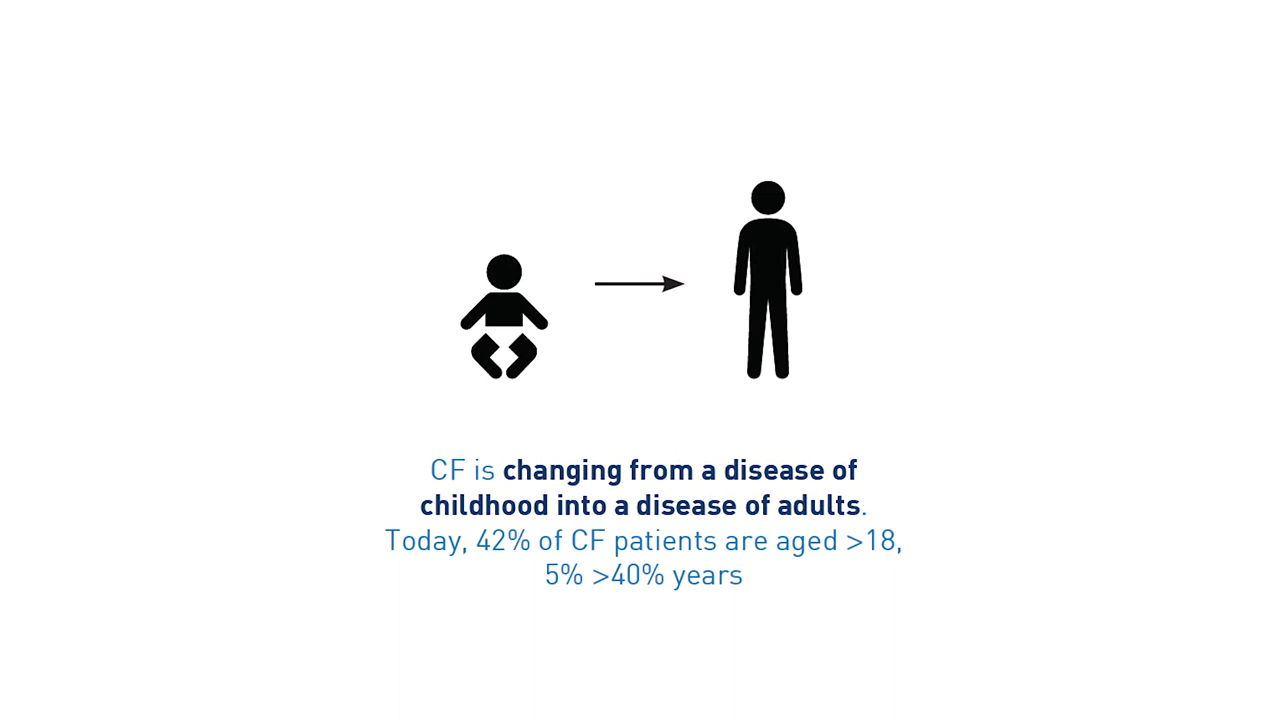 CF is changing from a disease of
childhood into a disease of adults.
Today, 42% of CF patients are aged >18,
5% >40% years